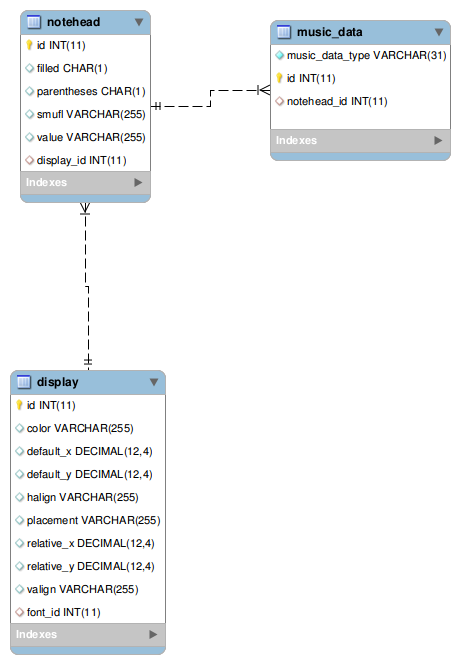 notehead
id INT(11)
filled CHAR(1)
parentheses CHAR(1)
smufl VARCHAR(255)
value VARCHAR(255)
display_id INT(11)
Indexes
music_data
music_data_type VARCHAR(31)
id INT(11)
notehead_id INT(11)
Indexes
display
id INT(11)
color VARCHAR(255)
default_x DECIMAL(12,4)
default_y DECIMAL(12,4)
halign VARCHAR(255)
placement VARCHAR(255)
relative_x DECIMAL(12,4)
relative_y DECIMAL(12,4)
valign VARCHAR(255)
font_id INT(11)
Indexes